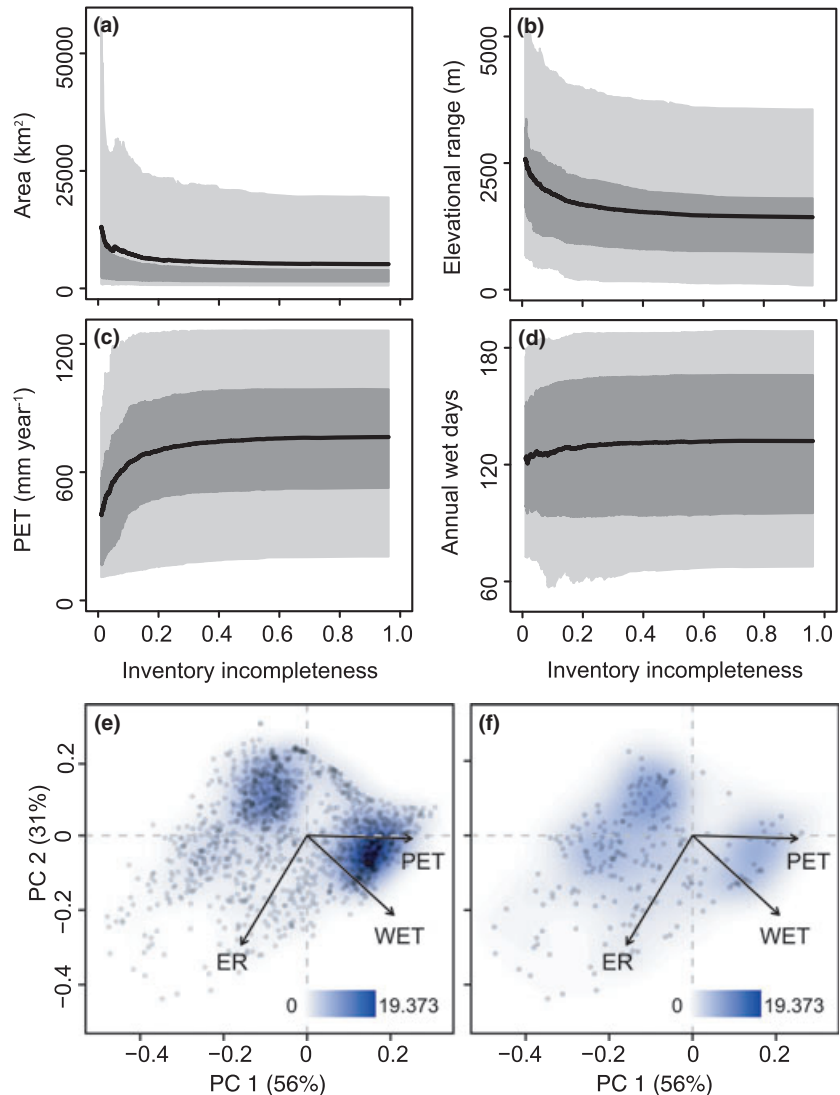 (a)
50000
25000
0
Area (km²)
(b)
5000
2500
0
Elevational range (m)
(c)
1200
600
0
PET (mm year⁻¹)
0 0.2 0.4 0.6 0.8 1.0
Inventory incompleteness
(d)
180
120
60
Annual wet days
0 0.2 0.4 0.6 0.8 1.0
Inventory incompleteness
(e)
0.2
0
−0.2
−0.4
PC 2 (31%)
PET
WET
ER
0 19.373
−0.4 −0.2 0 0.2
PC 1 (56%)
(f)
PET
WET
ER
0 19.373
−0.4 −0.2 0 0.2
PC 1 (56%)